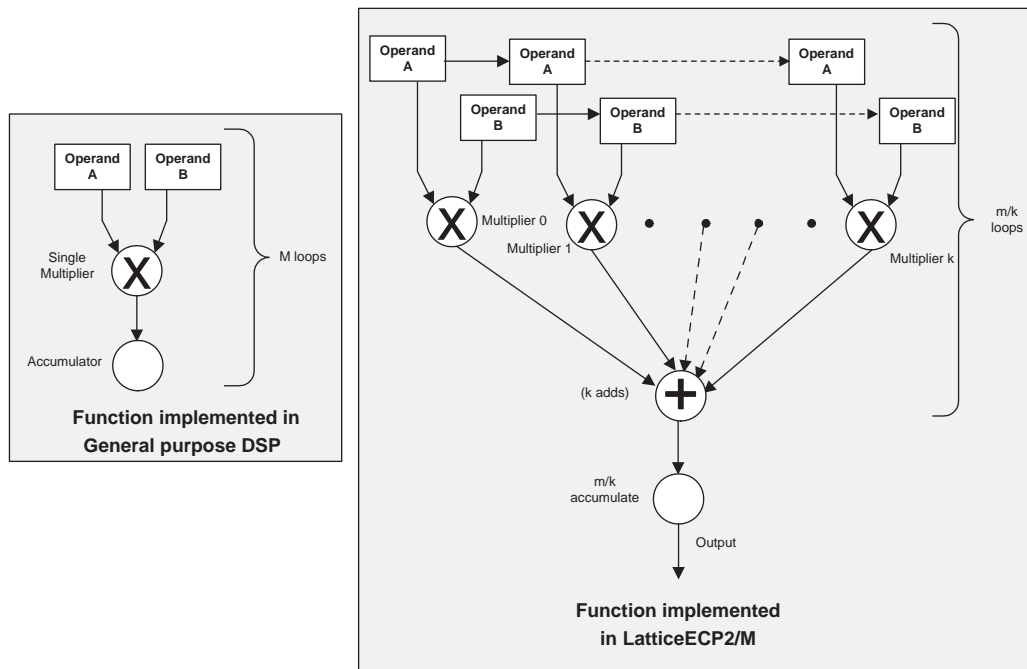 Operand
A
Operand
B
Single
Multiplier
M loops
Accumulator
Function implemented in
General purpose DSP
Operand
A
Operand
A
Operand
A
Operand
B
Operand
B
Operand
B
Multiplier 0
Multiplier 1
Multiplier k
m/k
loops
(k adds)
m/k
accumulate
Output
Function implemented
in LatticeECP2/M